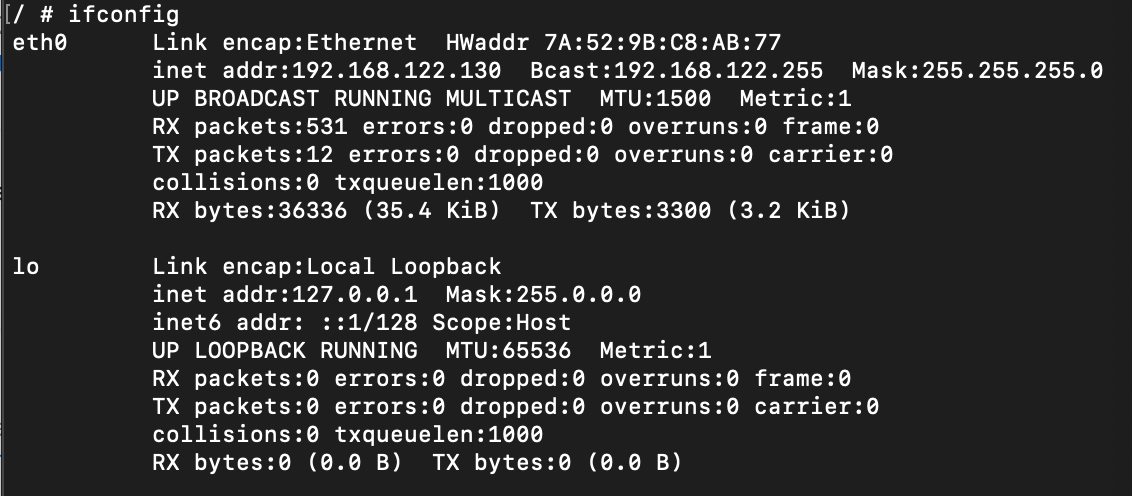 [/ # ifconfig
eth0      Link encap:Ethernet  HWaddr 7A:52:9B:C8:AB:77
          inet addr:192.168.122.130  Bcast:192.168.122.255  Mask:255.255.255.0
          UP BROADCAST RUNNING MULTICAST  MTU:1500  Metric:1
          RX packets:531 errors:0 dropped:0 overruns:0 frame:0
          TX packets:12 errors:0 dropped:0 overruns:0 carrier:0
          collisions:0 txqueuelen:1000
          RX bytes:36336 (35.4 KiB)  TX bytes:3300 (3.2 KiB)

lo        Link encap:Local Loopback
          inet addr:127.0.0.1  Mask:255.0.0.0
          inet6 addr: ::1/128 Scope:Host
          UP LOOPBACK RUNNING  MTU:65536  Metric:1
          RX packets:0 errors:0 dropped:0 overruns:0 frame:0
          TX packets:0 errors:0 dropped:0 overruns:0 carrier:0
          collisions:0 txqueuelen:1000
          RX bytes:0 (0.0 B)  TX bytes:0 (0.0 B)